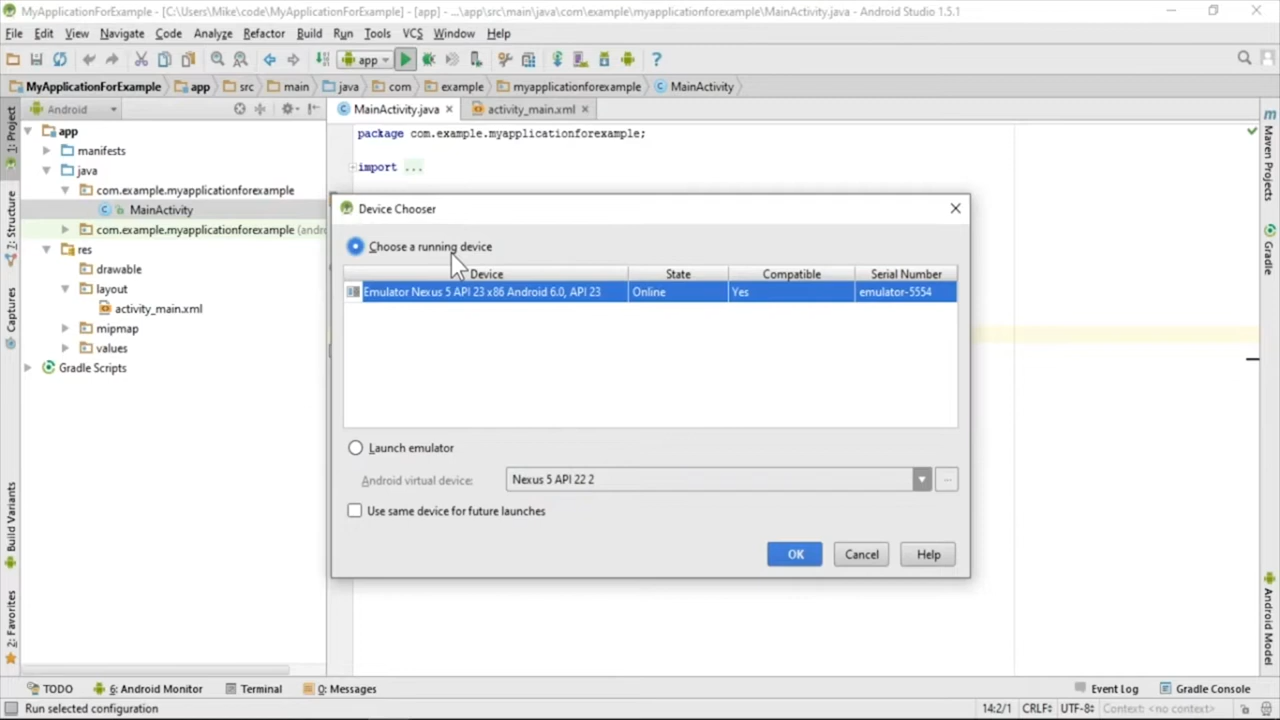 MyApplicationForExample - [C:\Users\Mike\code\MyApplicationForExample] - [app] - ...\app\src\main\java\com\example\myapplicationforexample\MainActivity.java - Android Studio 1.5.1
File Edit View Navigate Code Analyze Refactor Build Run Tools VCS Window Help
app
MyApplicationForExample app src main java com example myapplicationforexample MainActivity
Android
MainActivity.java activity_main.xml
1: Project
Z: Structure
Captures
Build Variants
2: Favorites
app
manifests
java
com.example.myapplicationforexample
MainActivity
com.example.myapplicationforexample (andro
res
drawable
layout
activity_main.xml
mipmap
values
Gradle Scripts
package com.example.myapplicationforexample;
import ...
Device Chooser
Choose a running device
Device State Compatible Serial Number
Emulator Nexus 5 API 23 x86 Android 6.0, API 23 Online Yes emulator-5554
Launch emulator
Android virtual device: Nexus 5 API 22 2 ...
Use same device for future launches
OK Cancel Help
Maven Projects
Gradle
Android Model
TODO 6: Android Monitor Terminal 0: Messages Event Log Gradle Console
Run selected configuration 14:2/1 CRLF UTF-8 Context: <no context>